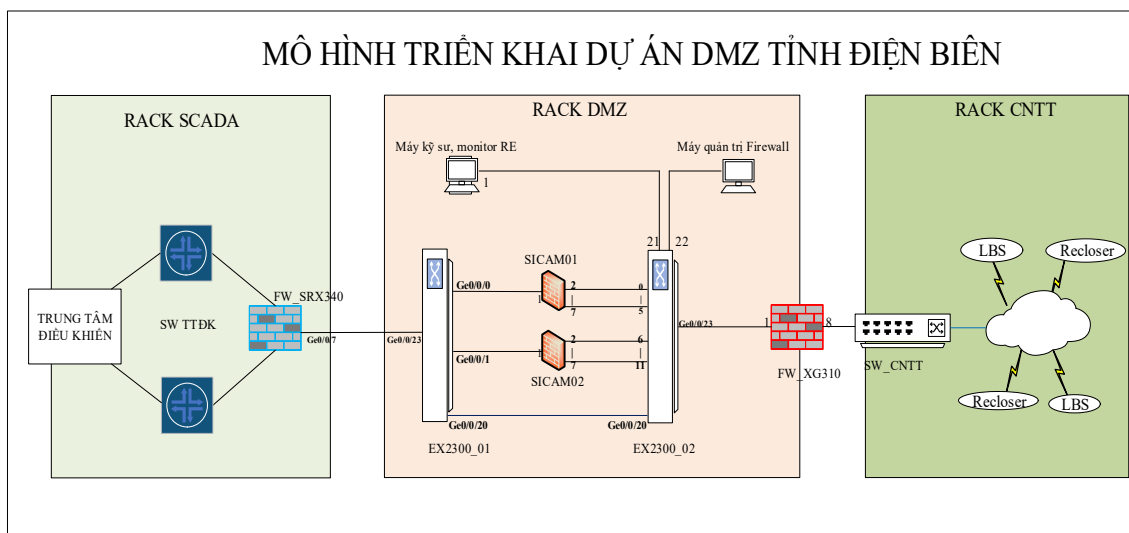 MÔ HÌNH TRIỂN KHAI DỰ ÁN DMZ TỈNH ĐIỆN BIÊN
RACK SCADA
RACK DMZ
RACK CNTT
Máy kỹ sư, monitor RE
Máy quản trị Firewall
1
21
22
SICAM01
LBS
Recloser
FW_SRX340
Ge0/0/0
1
2
7
0
|
5
TRUNG TÂM
ĐIỀU KHIỂN
SW TTĐK
Ge0/0/7
Ge0/0/23
Ge0/0/23
1
8
FW_XG310
SW_CNTT
Ge0/0/1
1
2
|
7
6
|
11
SICAM02
Recloser
LBS
Ge0/0/20
Ge0/0/20
EX2300_01
EX2300_02